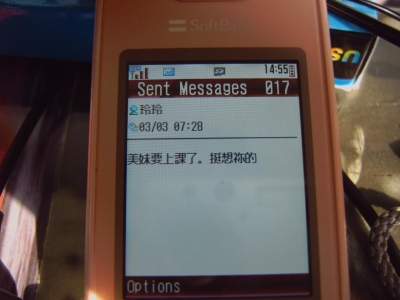 SoftBank
14:55
Sent Messages 017
玲玲
03/03 07:28
美妹要上課了。挺想祢的
Options